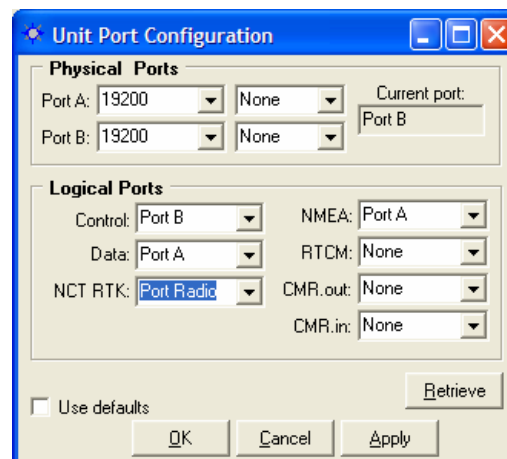 Unit Port Configuration
Physical Ports
Port A: 19200 None Current port:
Port B
Port B: 19200 None
Logical Ports
Control: Port B NMEA: Port A
Data: Port A RTCM: None
NCT RTK: Port Radio CMR.out: None
CMR.in: None
Retrieve
Use defaults
OK Cancel Apply